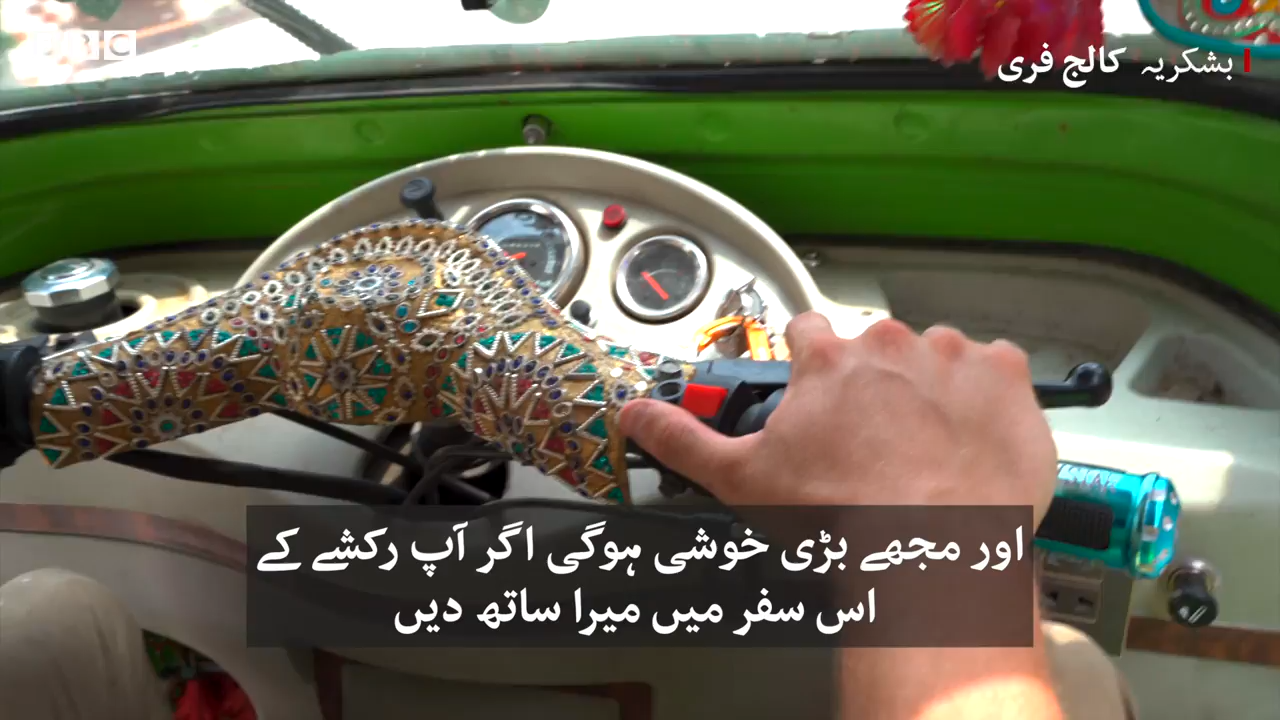 BBC
بشکریہ کالج فری
اور مجھے بڑی خوشی ہوگی اگر آپ رکشے کے
اس سفر میں میرا ساتھ دیں